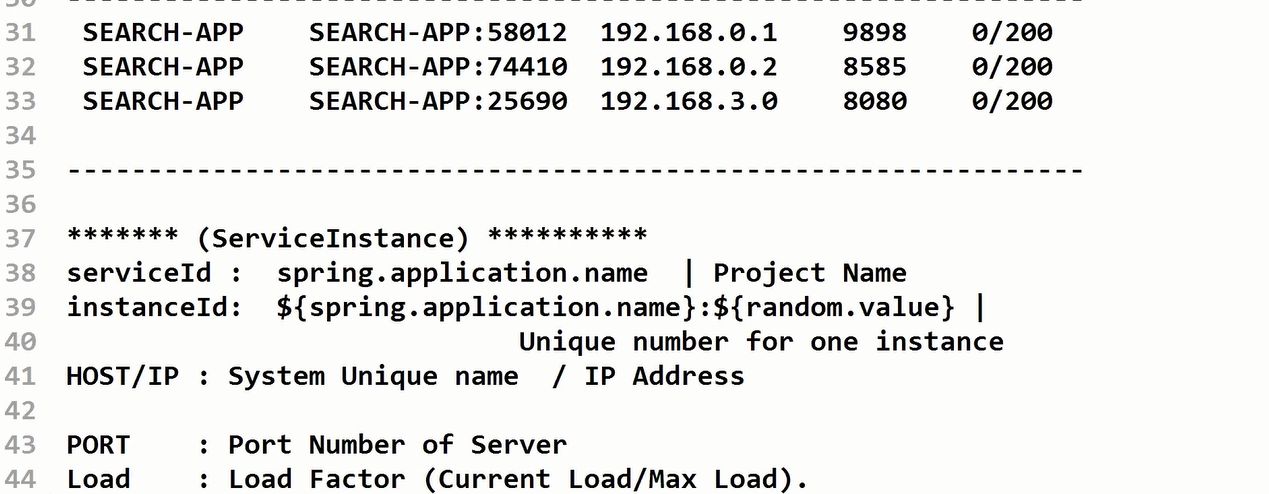 30 ---------------------------------------------------------------
31 SEARCH-APP SEARCH-APP:58012 192.168.0.1 9898 0/200
32 SEARCH-APP SEARCH-APP:74410 192.168.0.2 8585 0/200
33 SEARCH-APP SEARCH-APP:25690 192.168.3.0 8080 0/200
34
35 ---------------------------------------------------------------
36
37 ******* (ServiceInstance) **********
38 serviceId : spring.application.name | Project Name
39 instanceId: ${spring.application.name}:${random.value} |
40 Unique number for one instance
41 HOST/IP : System Unique name / IP Address
42
43 PORT : Port Number of Server
44 Load : Load Factor (Current Load/Max Load).